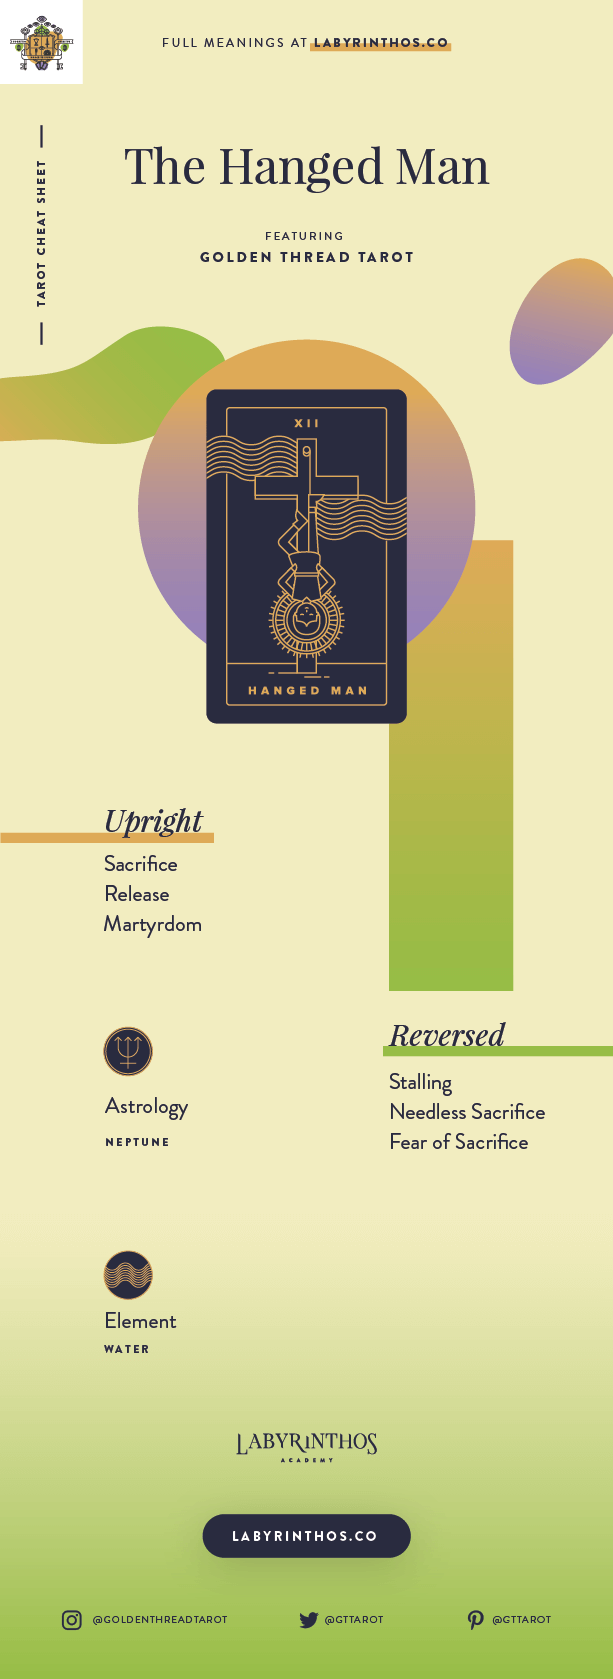 FULL MEANINGS AT LABYRINTHOS.CO
TAROT CHEAT SHEET
The Hanged Man
FEATURING
GOLDEN THREAD TAROT
XII
HANGED MAN
Upright
Sacrifice
Release
Martyrdom
Reversed
Stalling
Needless Sacrifice
Fear of Sacrifice
Astrology
NEPTUNE
Element
WATER
LABYRINTHOS
ACADEMY
LABYRINTHOS.CO
@GOLDENTHREADTAROT
@GTTAROT
@GTTAROT